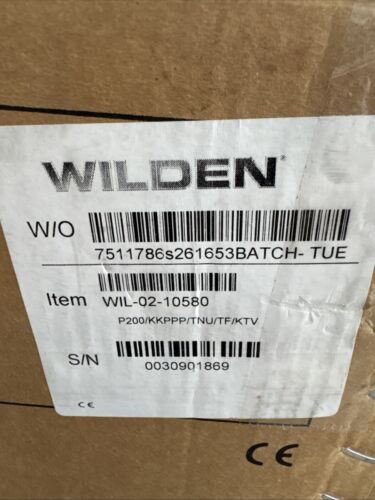 WILDEN
W/O
7511786s261653BATCH- TUE
Item WIL-02-10580
P200/KKPPP/TNU/TF/KTV
S/N 0030901869
CE
CE